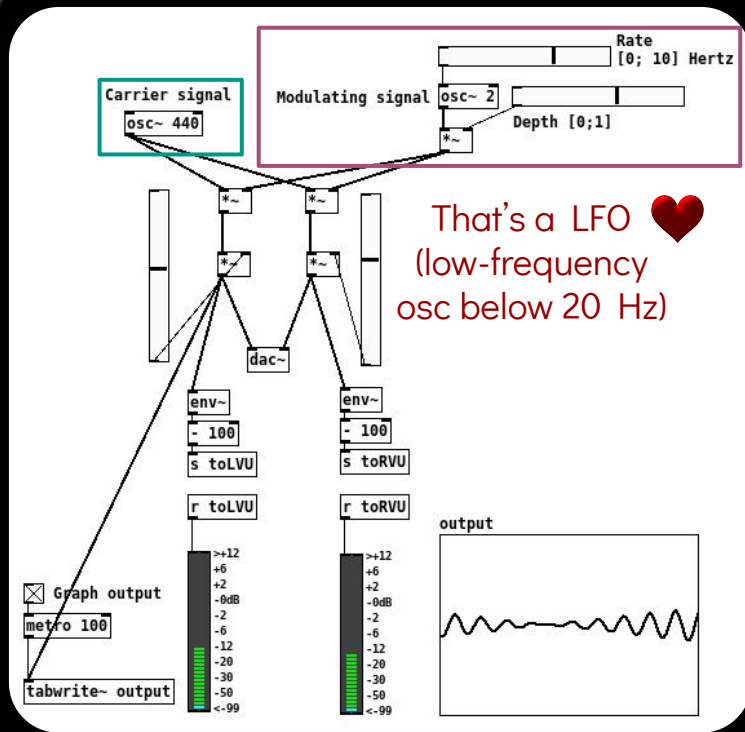 Rate
[0; 10] Hertz
Carrier signal
Modulating signal
osc~ 2
osc~ 440
Depth [0;1]
*~
*~
*~
That's a LFO
(low-frequency
osc below 20 Hz)
*~
*~
dac~
env~
env~
- 100
- 100
s toLVU
s toRVU
r toLVU
r toRVU
output
>+12
+6
+2
-0dB
-2
-6
-12
-20
-30
-50
<-99
>+12
+6
+2
-0dB
-2
-6
-12
-20
-30
-50
<-99
Graph output
metro 100
tabwrite~ output